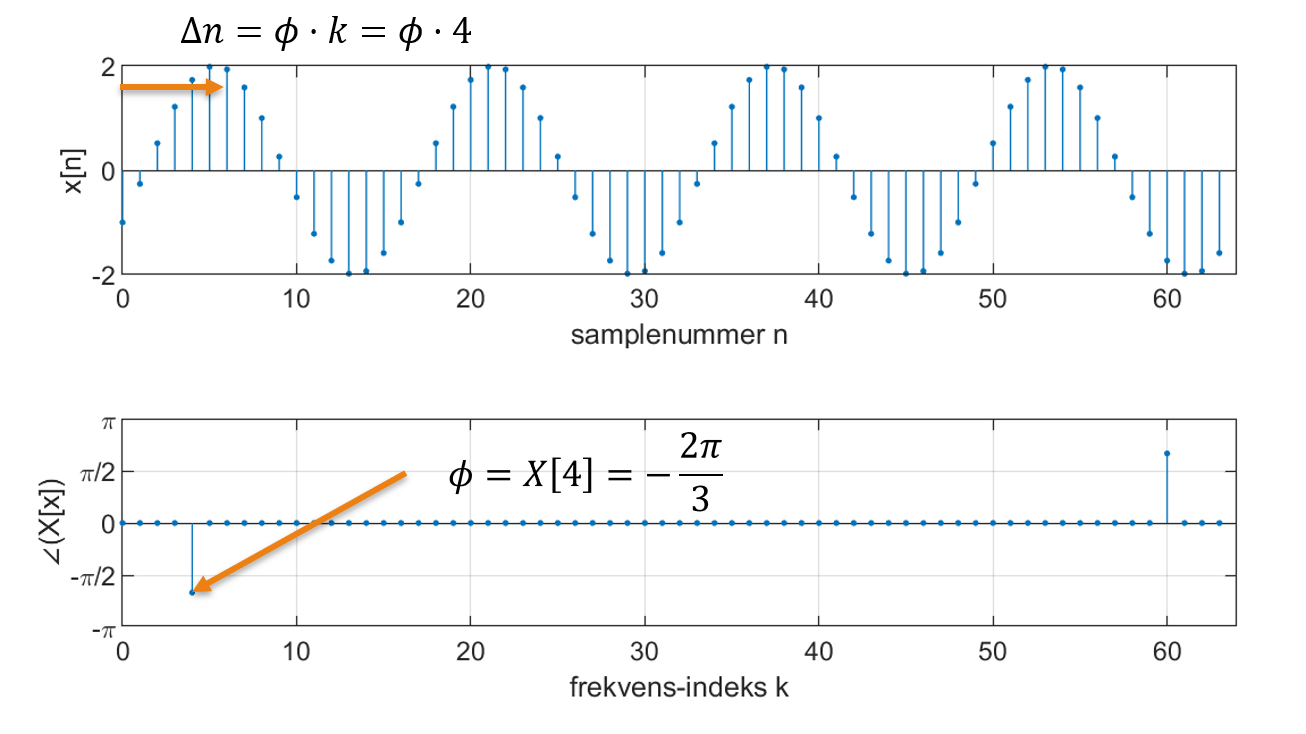 Δn = ϕ · k = ϕ · 4
2
0
-2
x[n]
0 10 20 30 40 50 60
samplenummer n
π
π/2
0
-π/2
-π
∠(X[x])
ϕ = X[4] = −2π/3
0 10 20 30 40 50 60
frekvens-indeks k